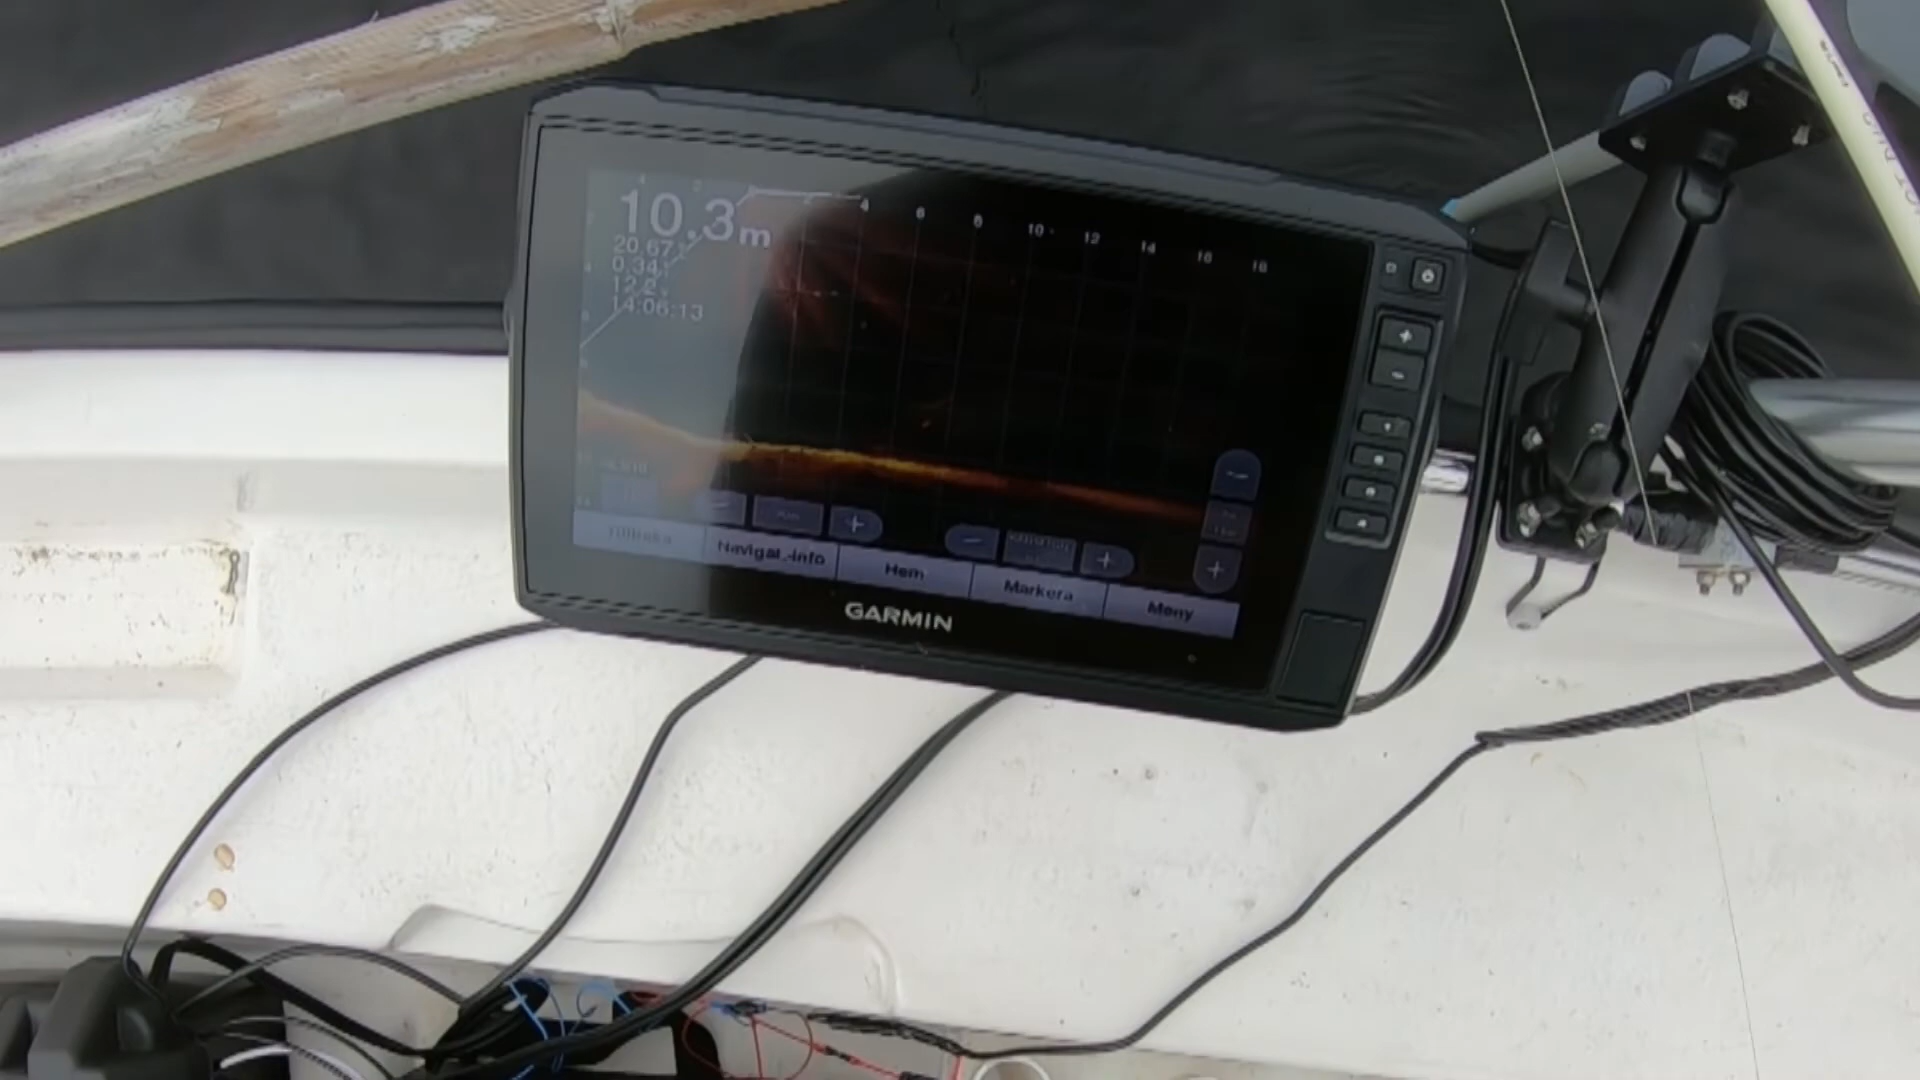 10.3m
20.67
0.34
12.2v
14:06:13
4 6 8 10 12 14 16 18
Navigat.-info
Hem
Markera
Meny
GARMIN